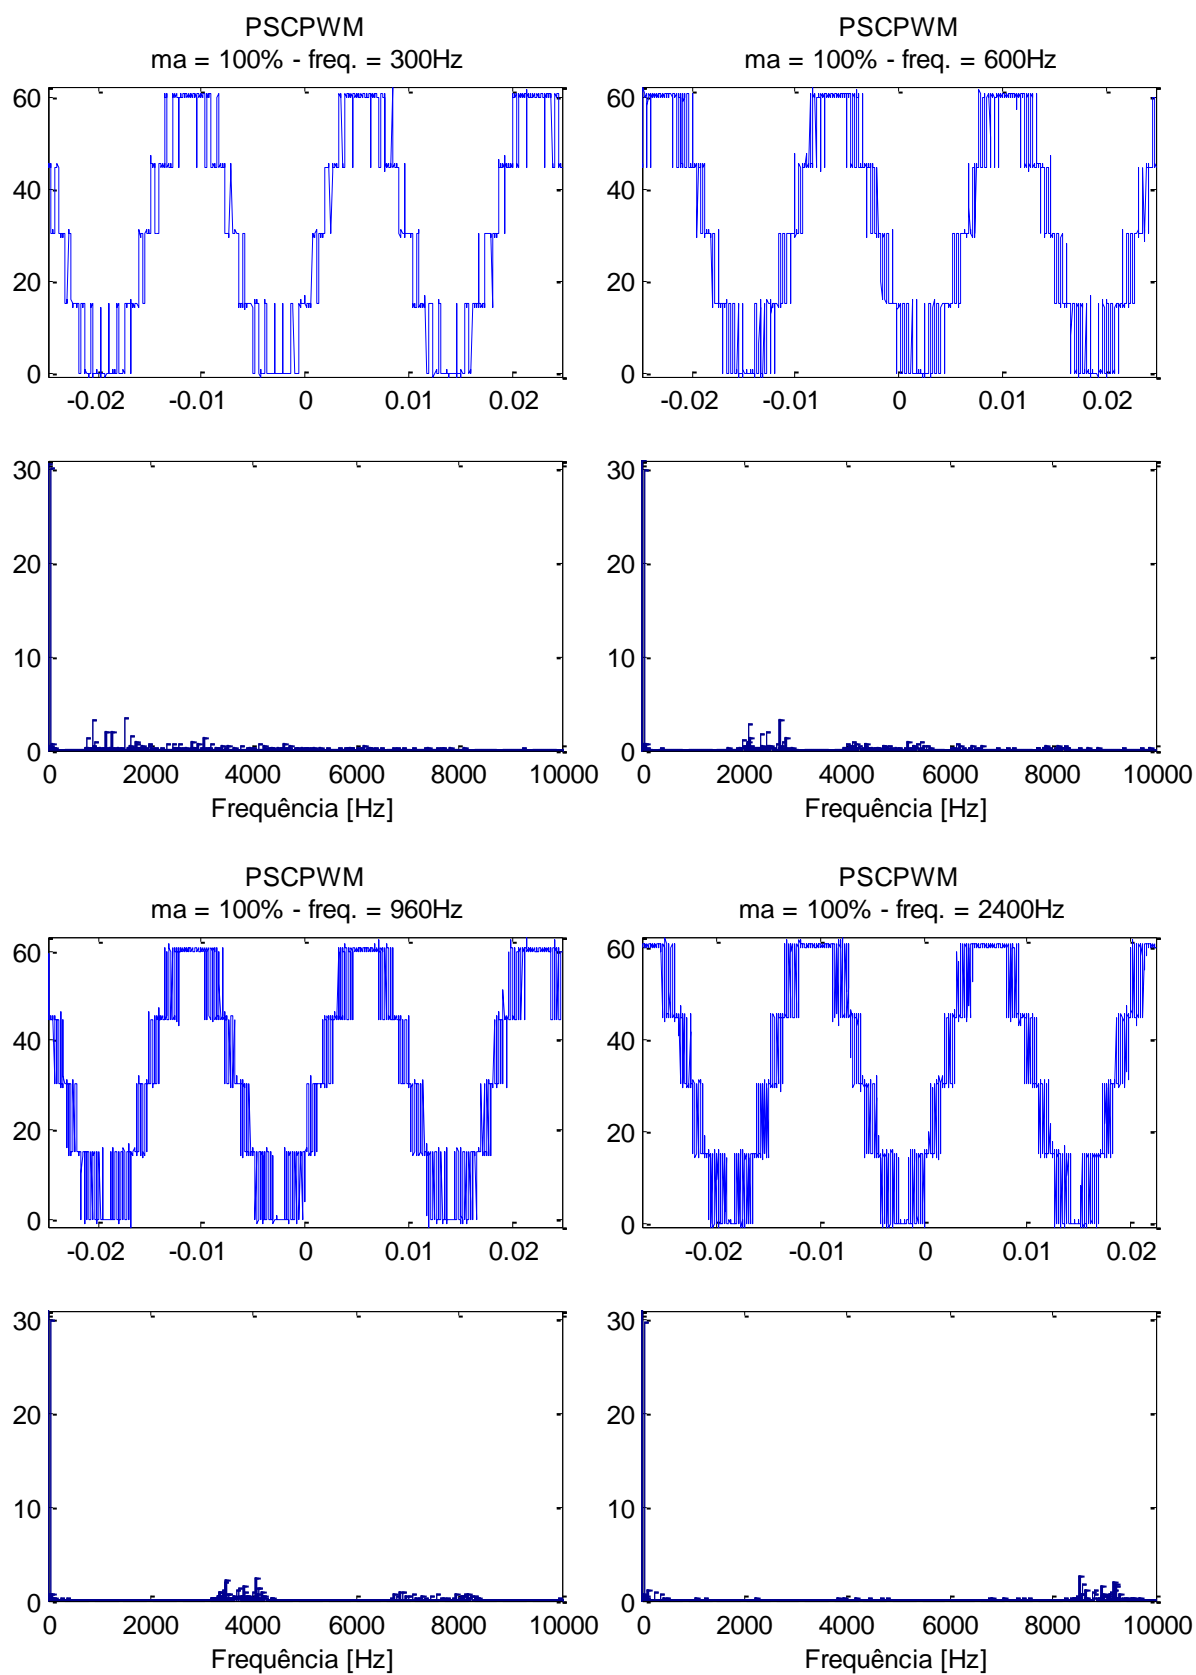 PSCPWM
ma = 100% - freq. = 300Hz
60
40
20
0
-0.02 -0.01 0 0.01 0.02
30
20
10
0
0 2000 4000 6000 8000 10000
Frequência [Hz]
PSCPWM
ma = 100% - freq. = 600Hz
60
40
20
0
-0.02 -0.01 0 0.01 0.02
30
20
10
0
0 2000 4000 6000 8000 10000
Frequência [Hz]
PSCPWM
ma = 100% - freq. = 960Hz
60
40
20
0
-0.02 -0.01 0 0.01 0.02
30
20
10
0
0 2000 4000 6000 8000 10000
Frequência [Hz]
PSCPWM
ma = 100% - freq. = 2400Hz
60
40
20
0
-0.02 -0.01 0 0.01 0.02
30
20
10
0
0 2000 4000 6000 8000 10000
Frequência [Hz]